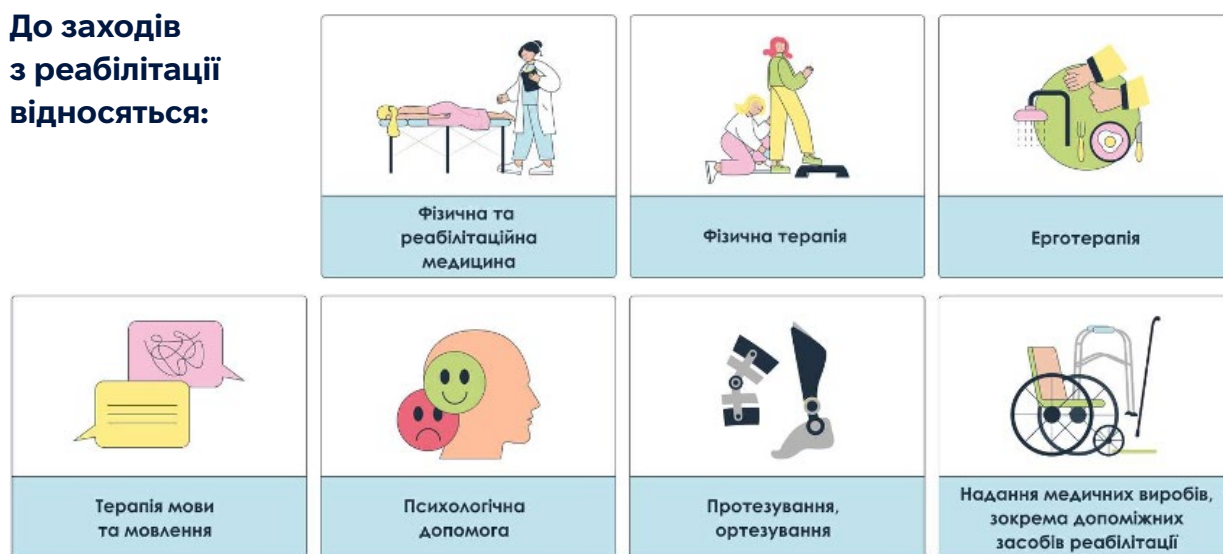 До заходів
з реабілітації
відносяться:
Фізична та
реабілітаційна
медицина
Фізична терапія
Ерготерапія
Терапія мови
та мовлення
Психологічна
допомога
Протезування,
ортезування
Надання медичних виробів,
зокрема допоміжних
засобів реабілітації